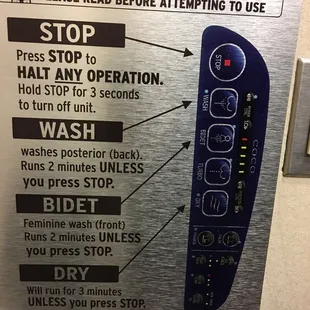 PLEASE READ BEFORE ATTEMPTING TO USE
STOP
Press STOP to
HALT ANY OPERATION.
Hold STOP for 3 seconds
to turn off unit.
WASH
washes posterior (back).
Runs 2 minutes UNLESS
you press STOP.
BIDET
Feminine wash (front)
Runs 2 minutes UNLESS
you press STOP.
DRY
Will run for 3 minutes
UNLESS you press STOP.
STOP
WASH
BIDET
TURBO
DRY
COCO